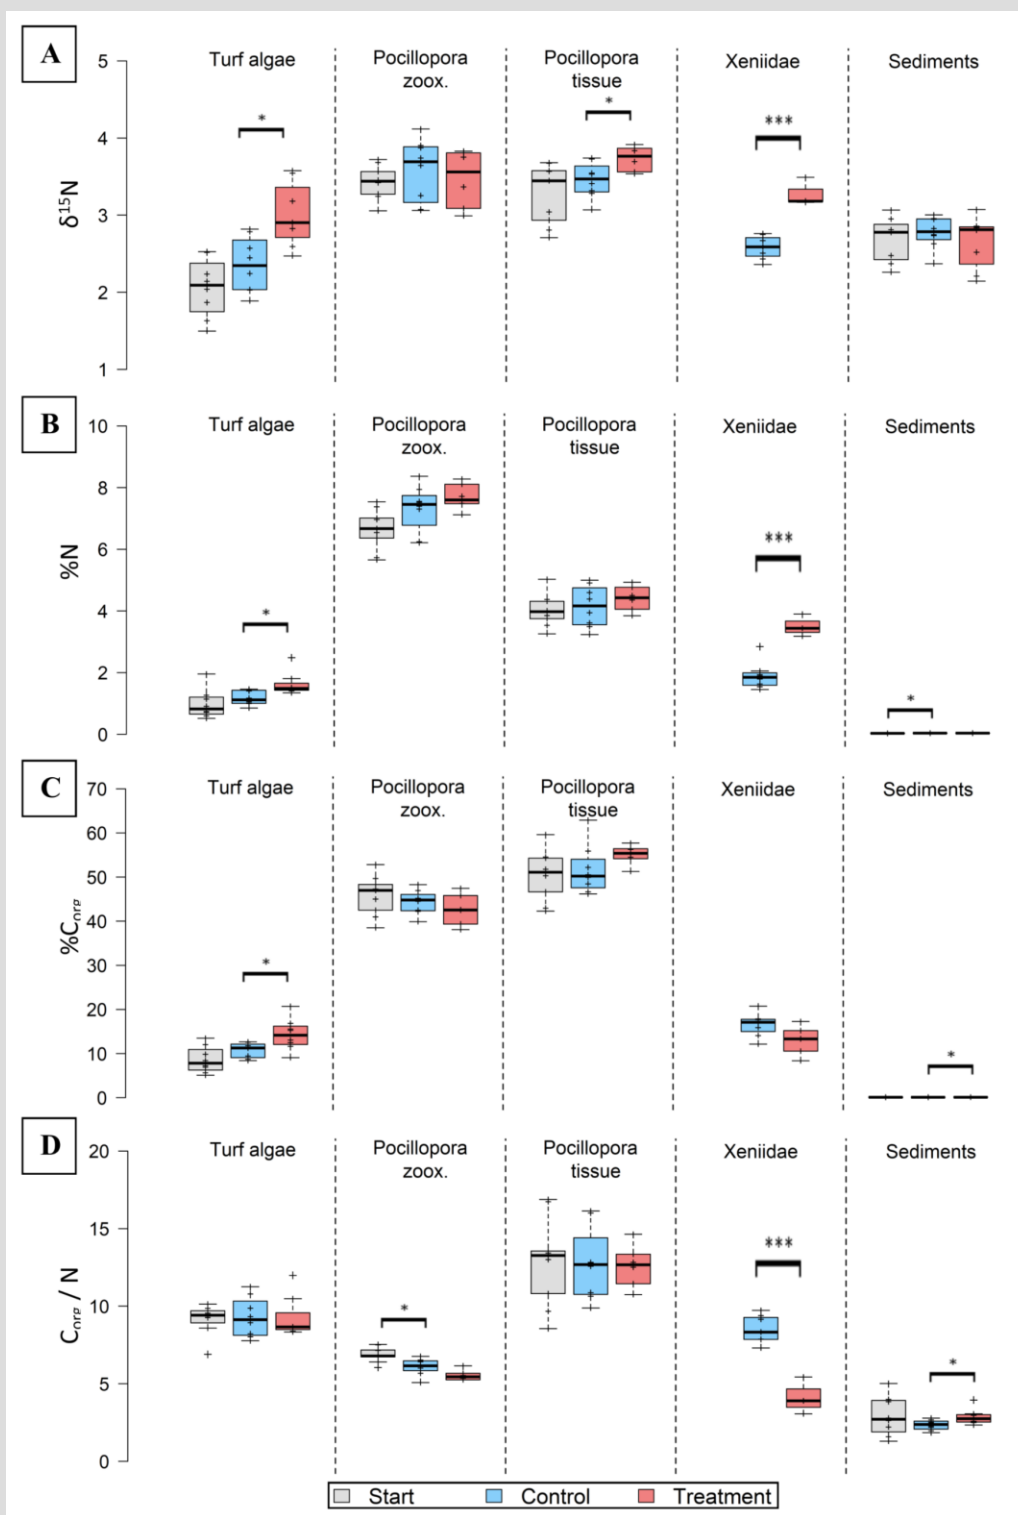 A
Turf algae Pocillopora Pocillopora Xeniidae Sediments
zoox. tissue
δ15N
5
4
3
2
1
* * ***
B
Turf algae Pocillopora Pocillopora Xeniidae Sediments
zoox. tissue
%N
10
8
6
4
2
0
* *** *
C
Turf algae Pocillopora Pocillopora Xeniidae Sediments
zoox. tissue
%Corg
70
60
50
40
30
20
10
0
* *
D
Turf algae Pocillopora Pocillopora Xeniidae Sediments
zoox. tissue
Corg / N
20
15
10
5
0
* *** *
Start Control Treatment